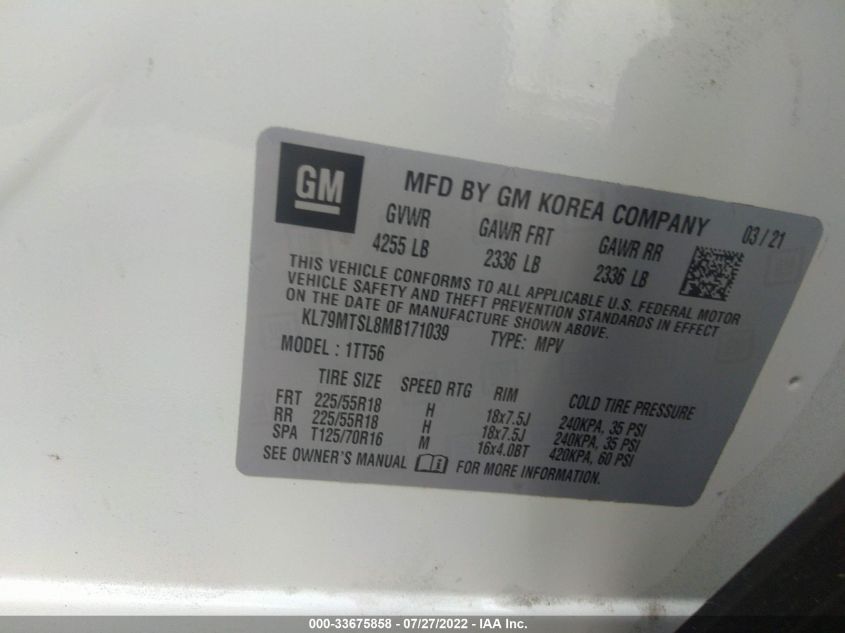 GM
MFD BY GM KOREA COMPANY 03/21
GVWR GAWR FRT GAWR RR
4255 LB 2336 LB 2336 LB
THIS VEHICLE CONFORMS TO ALL APPLICABLE U.S. FEDERAL MOTOR
VEHICLE SAFETY AND THEFT PREVENTION STANDARDS IN EFFECT
ON THE DATE OF MANUFACTURE SHOWN ABOVE.
KL79MTSL8MB171039 TYPE: MPV
MODEL : 1TT56
TIRE SIZE SPEED RTG RIM COLD TIRE PRESSURE
FRT 225/55R18 H 18x7.5J 240KPA, 35 PSI
RR 225/55R18 H 18x7.5J 240KPA, 35 PSI
SPA T125/70R16 M 16x4.0BT 420KPA, 60 PSI
SEE OWNER'S MANUAL FOR MORE INFORMATION.
000-33675858 - 07/27/2022 - IAA Inc.